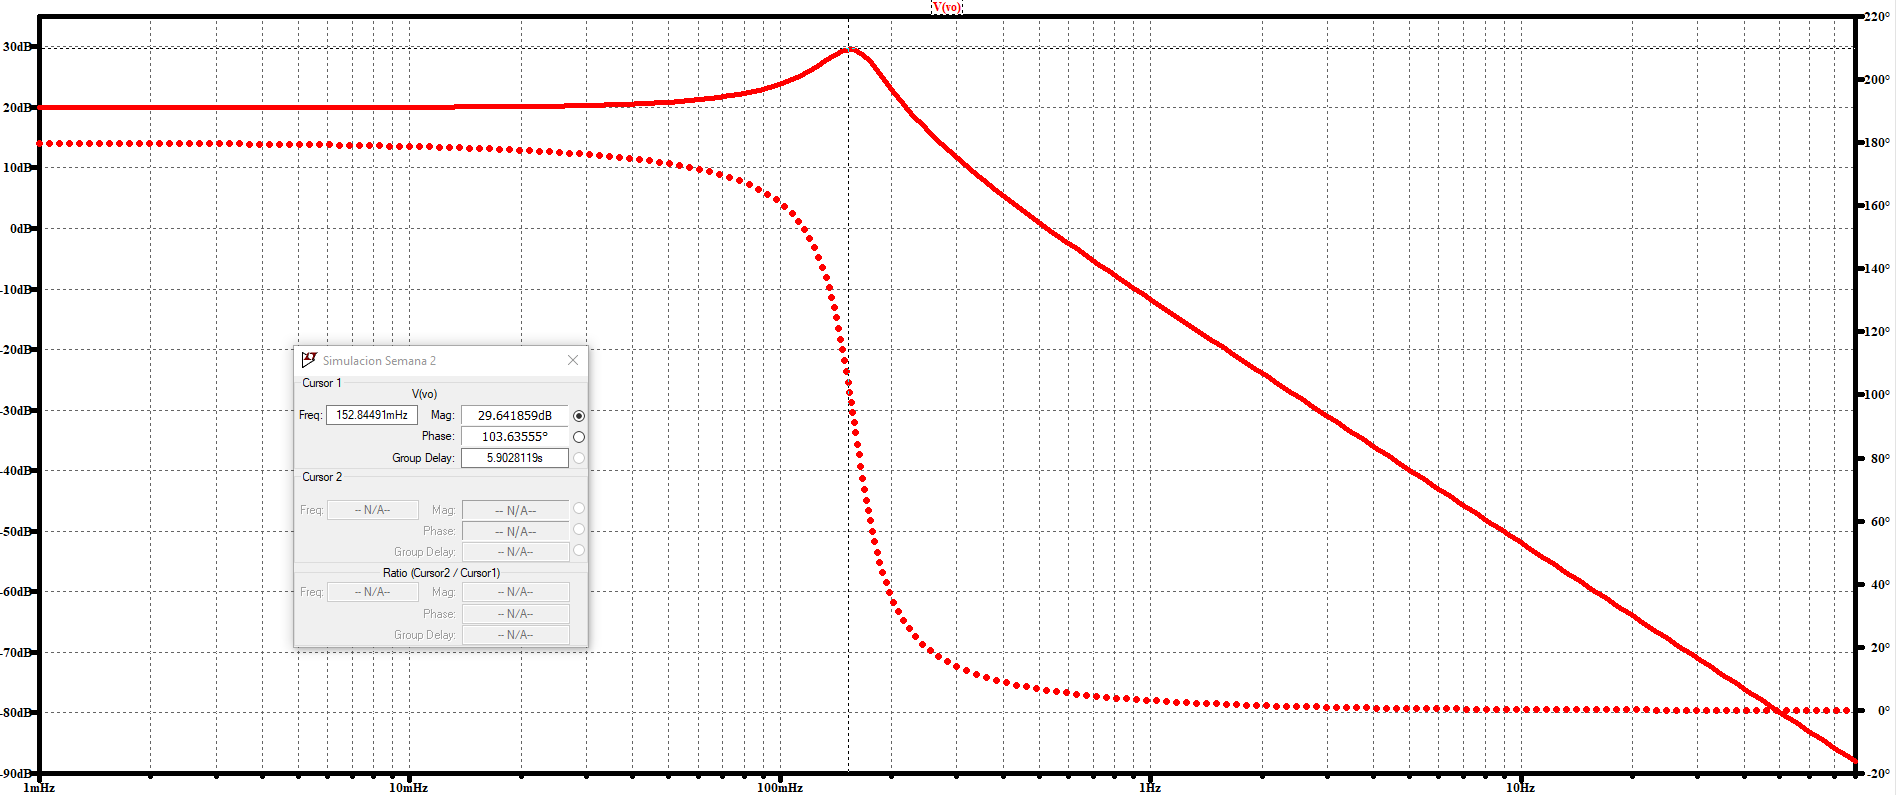 V(vo)
30dB
20dB
10dB
0dB
-10dB
-20dB
-30dB
-40dB
-50dB
-60dB
-70dB
-80dB
-90dB
220°
200°
180°
160°
140°
120°
100°
80°
60°
40°
20°
0°
-20°
1mHz 10mHz 100mHz 1Hz 10Hz
Simulacion Semana 2
Cursor 1
V(vo)
Freq: 152.84491mHz Mag: 29.641859dB
Phase: 103.63555°
Group Delay: 5.9028119s
Cursor 2
Freq: -- N/A-- Mag: -- N/A--
Phase: -- N/A--
Group Delay: -- N/A--
Ratio (Cursor2 / Cursor1)
Freq: -- N/A-- Mag: -- N/A--
Phase: -- N/A--
Group Delay: -- N/A--